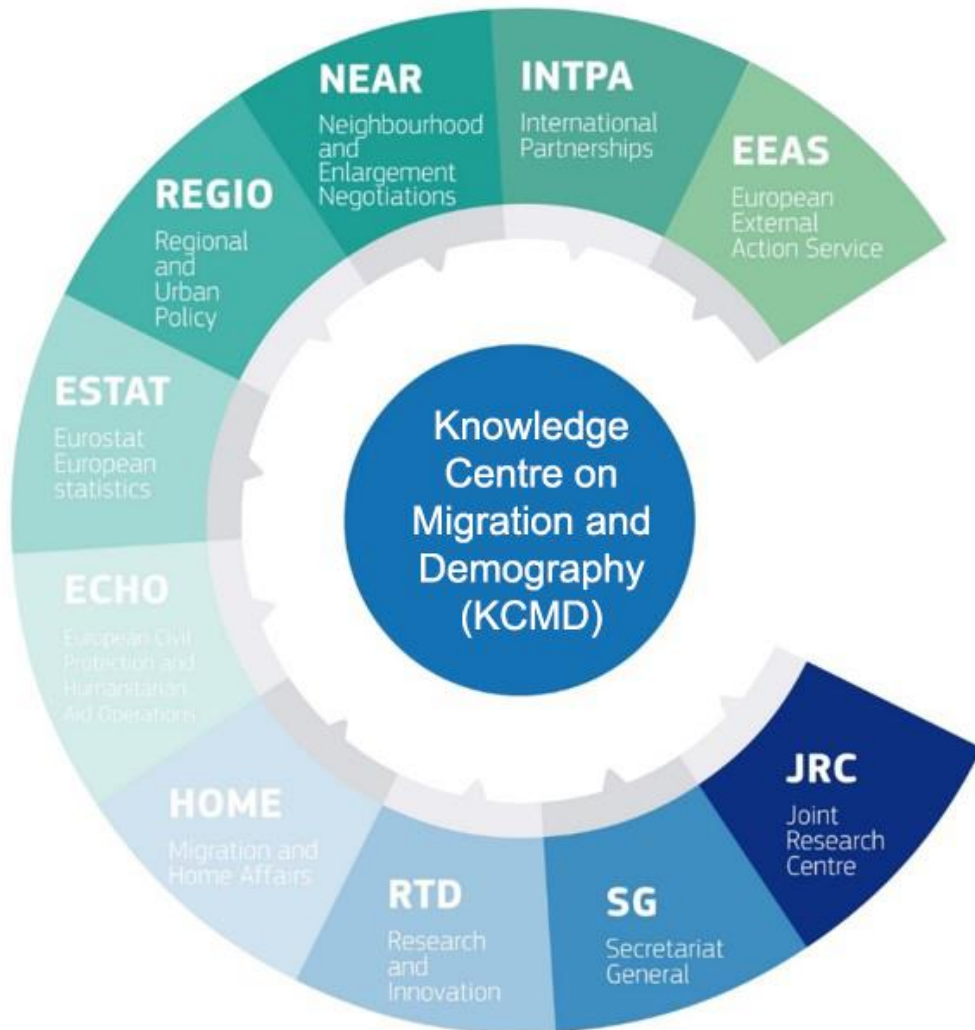 NEAR
Neighbourhood
and
Enlargement
Negotiations
INTPA
International
Partnerships
EEAS
European
External
Action Service
REGIO
Regional
and
Urban
Policy
ESTAT
Eurostat
European
statistics
ECHO
European Civil
Protection and
Humanitarian
Aid Operations
HOME
Migration and
Home Affairs
RTD
Research
and
Innovation
SG
Secretariat
General
JRC
Joint
Research
Centre
Knowledge
Centre on
Migration and
Demography
(KCMD)